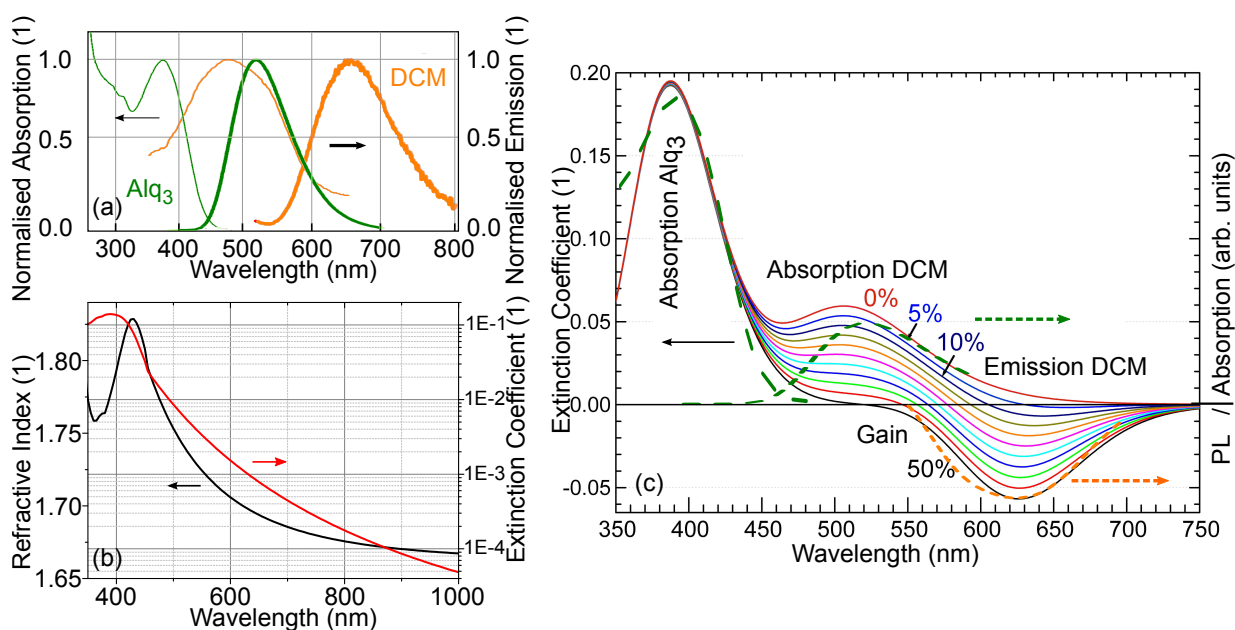 Normalised Absorption (1)
1.0
0.5
0.0
Alq3
(a)
DCM
1.0
0.5
0.0
Normalised Emission (1)
300 400 500 600 700 800
Wavelength (nm)
Refractive Index (1)
1.80
1.75
1.70
1.65
(b)
1E-1
1E-2
1E-3
1E-4
Extinction Coefficient (1)
400 600 800 1000
Wavelength (nm)
Extinction Coefficient (1)
0.20
0.15
0.10
0.05
0.00
-0.05
Absorption Alq3
Absorption DCM
0%
5%
10%
Emission DCM
Gain
50%
(c)
PL / Absorption (arb. units)
350 400 450 500 550 600 650 700 750
Wavelength (nm)